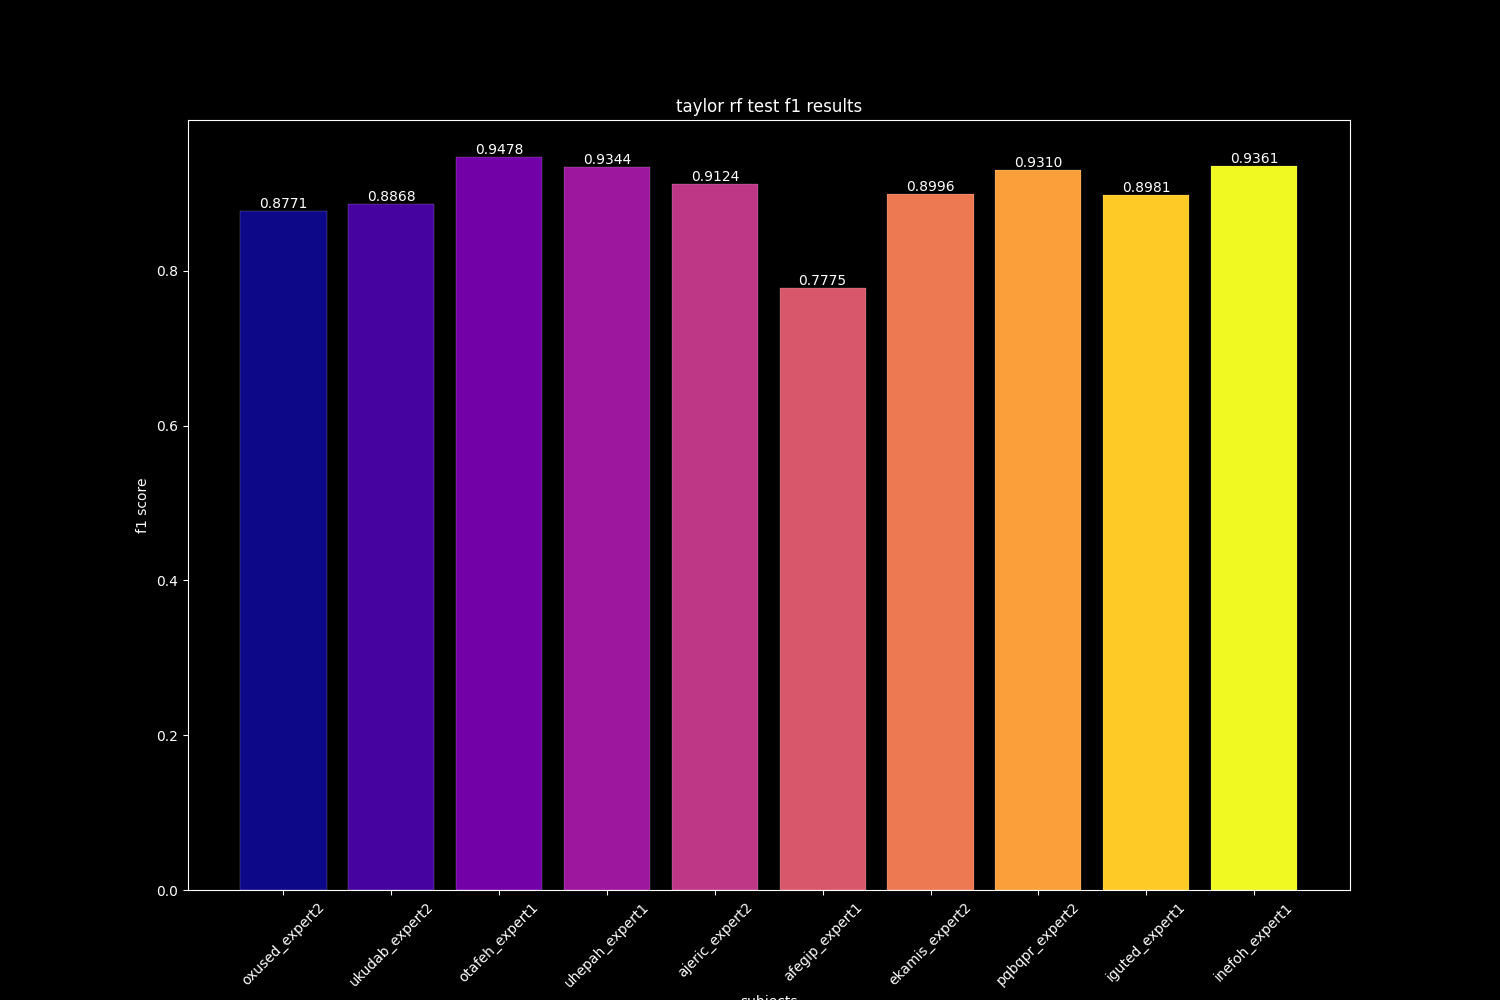 taylor rf test f1 results
0.8771
0.8868
0.9478
0.9344
0.9124
0.7775
0.8996
0.9310
0.8981
0.9361
0.8
0.6
0.4
0.2
0.0
f1 score
oxused_expert2
ukudab_expert2
otafeh_expert1
uhepah_expert1
ajeric_expert2
afegip_expert1
ekamis_expert2
pqbqpr_expert2
iguted_expert1
inefoh_expert1
subjects